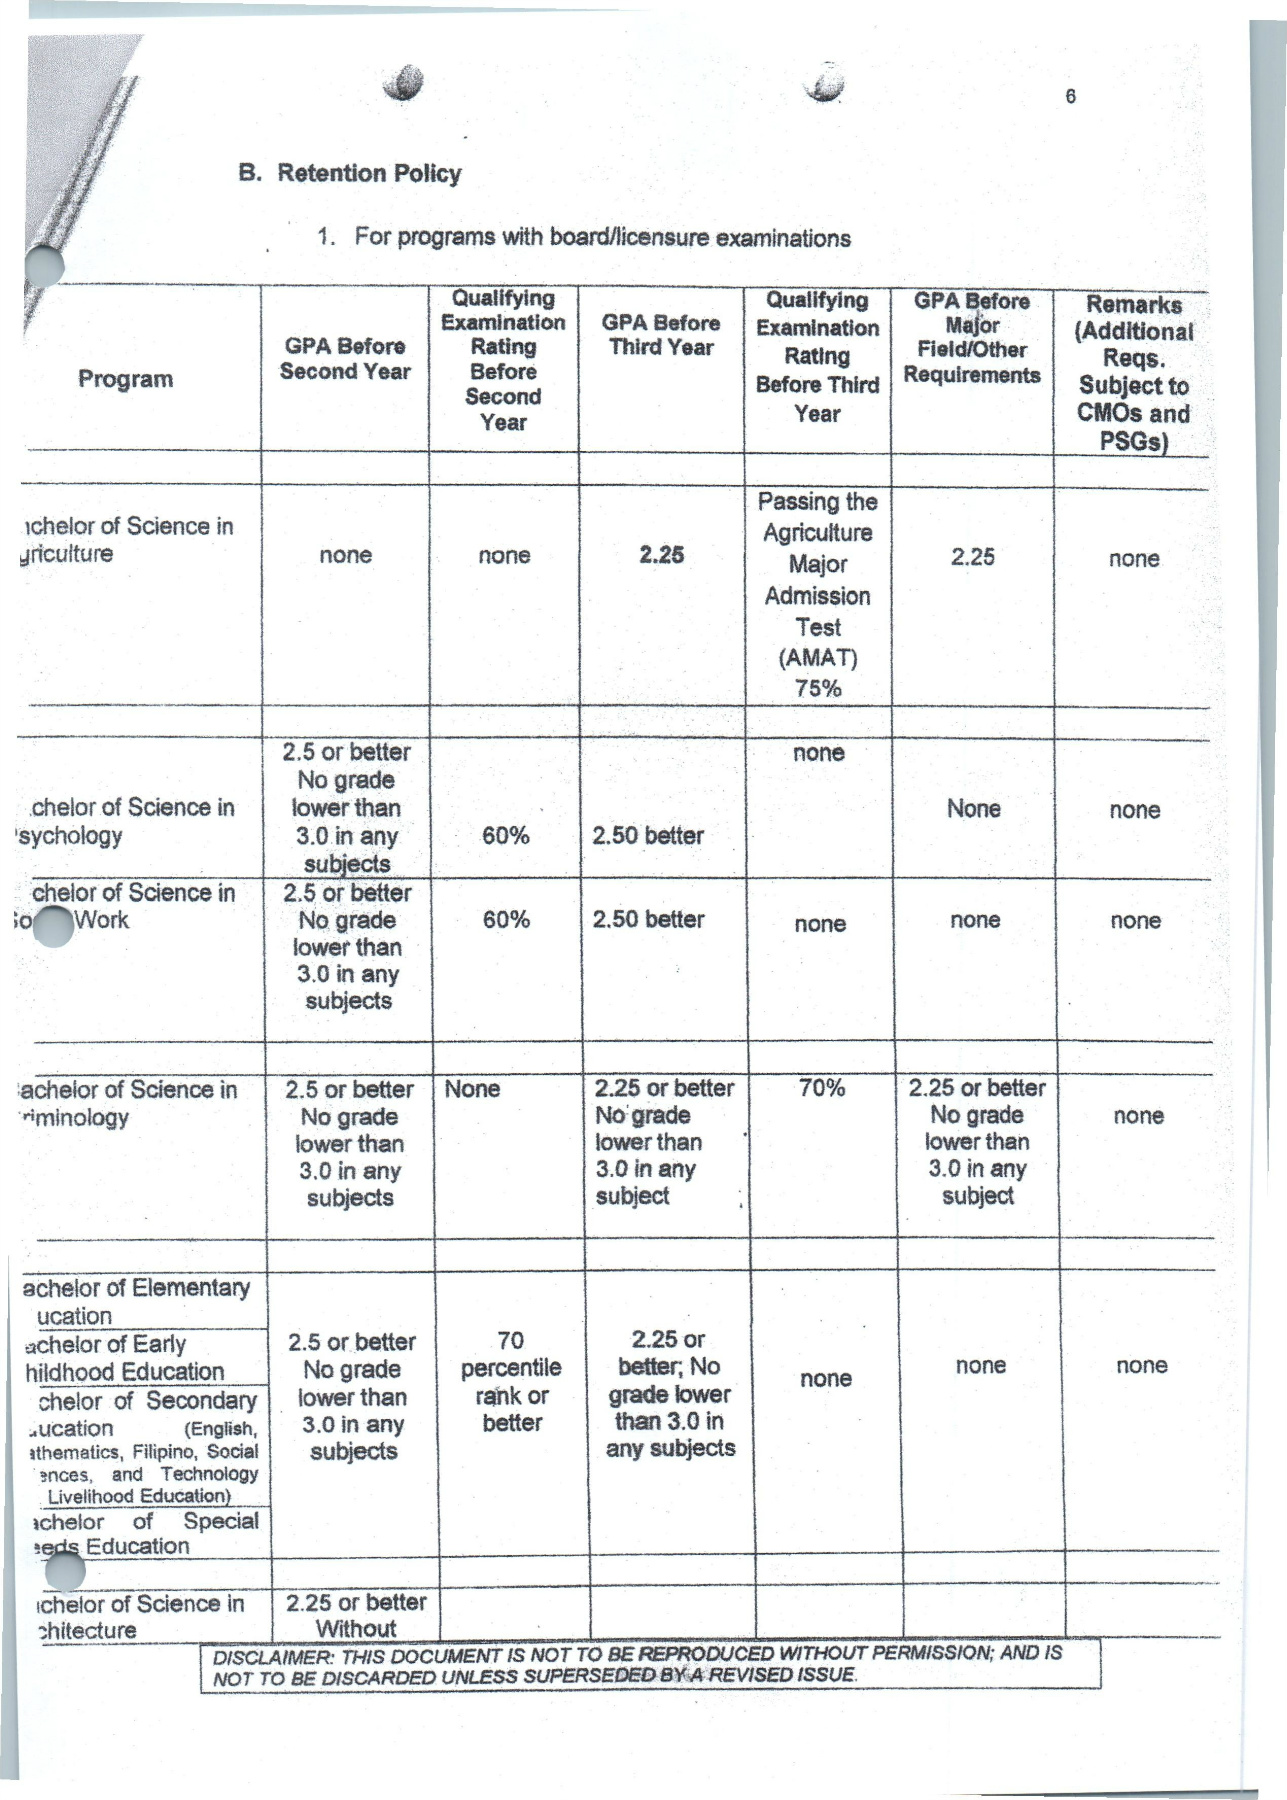 6
B. Retention Policy
1. For programs with board/licensure examinations
Program
GPA Before
Second Year
Qualifying
Examination
Rating
Before
Second
Year
GPA Before
Third Year
Qualifying
Examination
Rating
Before Third
Year
GPA Before
Major
Field/Other
Requirements
Remarks
(Additional
Reqs.
Subject to
CMOs and
PSGs)
chelor of Science in
griculture
none
none
2.25
Passing the
Agriculture
Major
Admission
Test
(AMAT)
75%
2.25
none
chelor of Science in
sychology
2.5 or better
No grade
lower than
3.0 in any
subjects
60%
2.50 better
none
None
none
chelor of Science in
So Work
2.5 or better
No grade
lower than
3.0 in any
subjects
60%
2.50 better
none
none
none
achelor of Science in
riminology
2.5 or better
No grade
lower than
3.0 in any
subjects
None
2.25 or better
No grade
lower than
3.0 in any
subject
70%
2.25 or better
No grade
lower than
3.0 in any
subject
none
achelor of Elementary
ucation
achelor of Early
hildhood Education
chelor of Secondary
ucation (English,
athematics, Filipino, Social
ences, and Technology
Livelihood Education)
achelor of Special
eeds Education
2.5 or better
No grade
lower than
3.0 in any
subjects
70
percentile
rank or
better
2.25 or
better; No
grade lower
than 3.0 in
any subjects
none
none
none
chelor of Science in
chitecture
2.25 or better
Without
DISCLAIMER: THIS DOCUMENT IS NOT TO BE REPRODUCED WITHOUT PERMISSION; AND IS
NOT TO BE DISCARDED UNLESS SUPERSEDED BY A REVISED ISSUE.